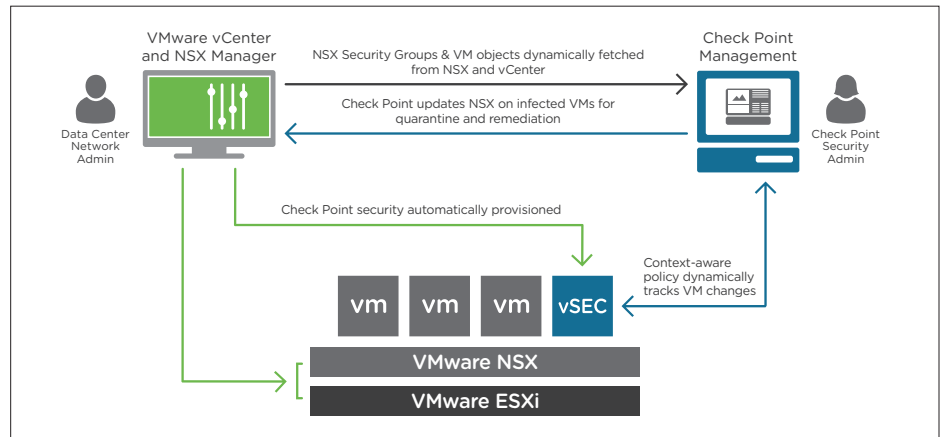 VMware vCenter
and NSX Manager
Check Point
Management
NSX Security Groups & VM objects dynamically fetched
from NSX and vCenter
Check Point updates NSX on infected VMs for
quarantine and remediation
Data Center
Network
Admin
Check Point
Security
Admin
Check Point security automatically provisioned
Context-aware
policy dynamically
tracks VM changes
vm
vm
vm
vSEC
VMware NSX
VMware ESXi